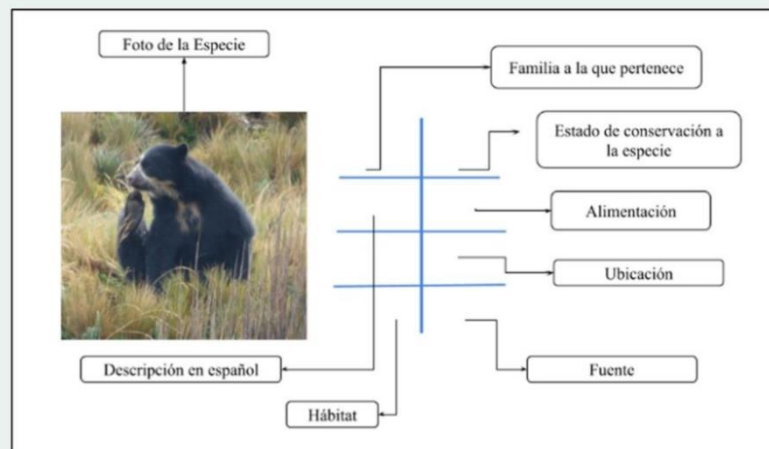 Foto de la Especie
Familia a la que pertenece
Estado de conservación a
la especie
Alimentación
Ubicación
Descripción en español
Fuente
Hábitat